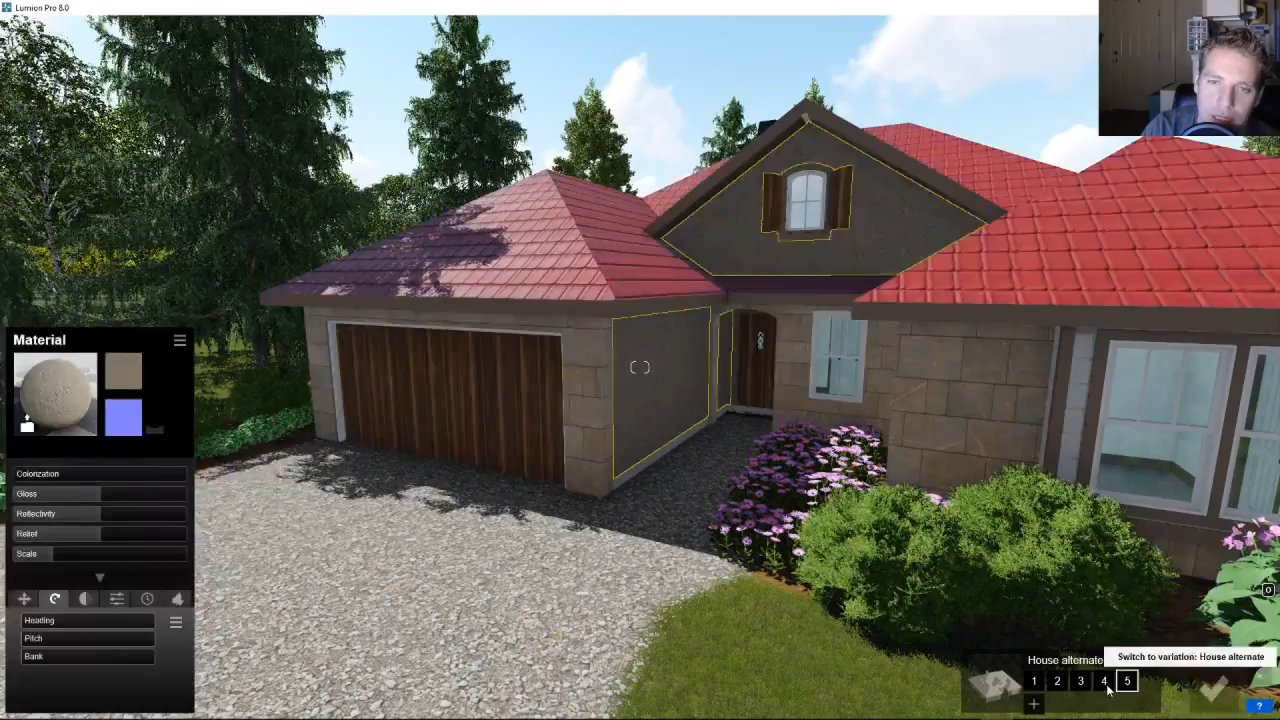 Lumion Pro 8.0
Material
Colorization
Gloss
Reflectivity
Relief
Scale
Heading
Pitch
Bank
House alternate
Switch to variation: House alternate
1 2 3 4 5
+
?